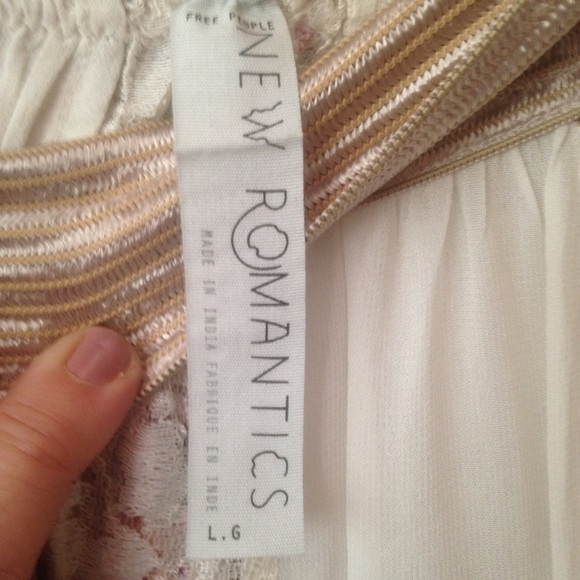 FREE PEOPLE
NEW ROMANTICS
MADE IN INDIA FABRIQUE EN INDE
L.G